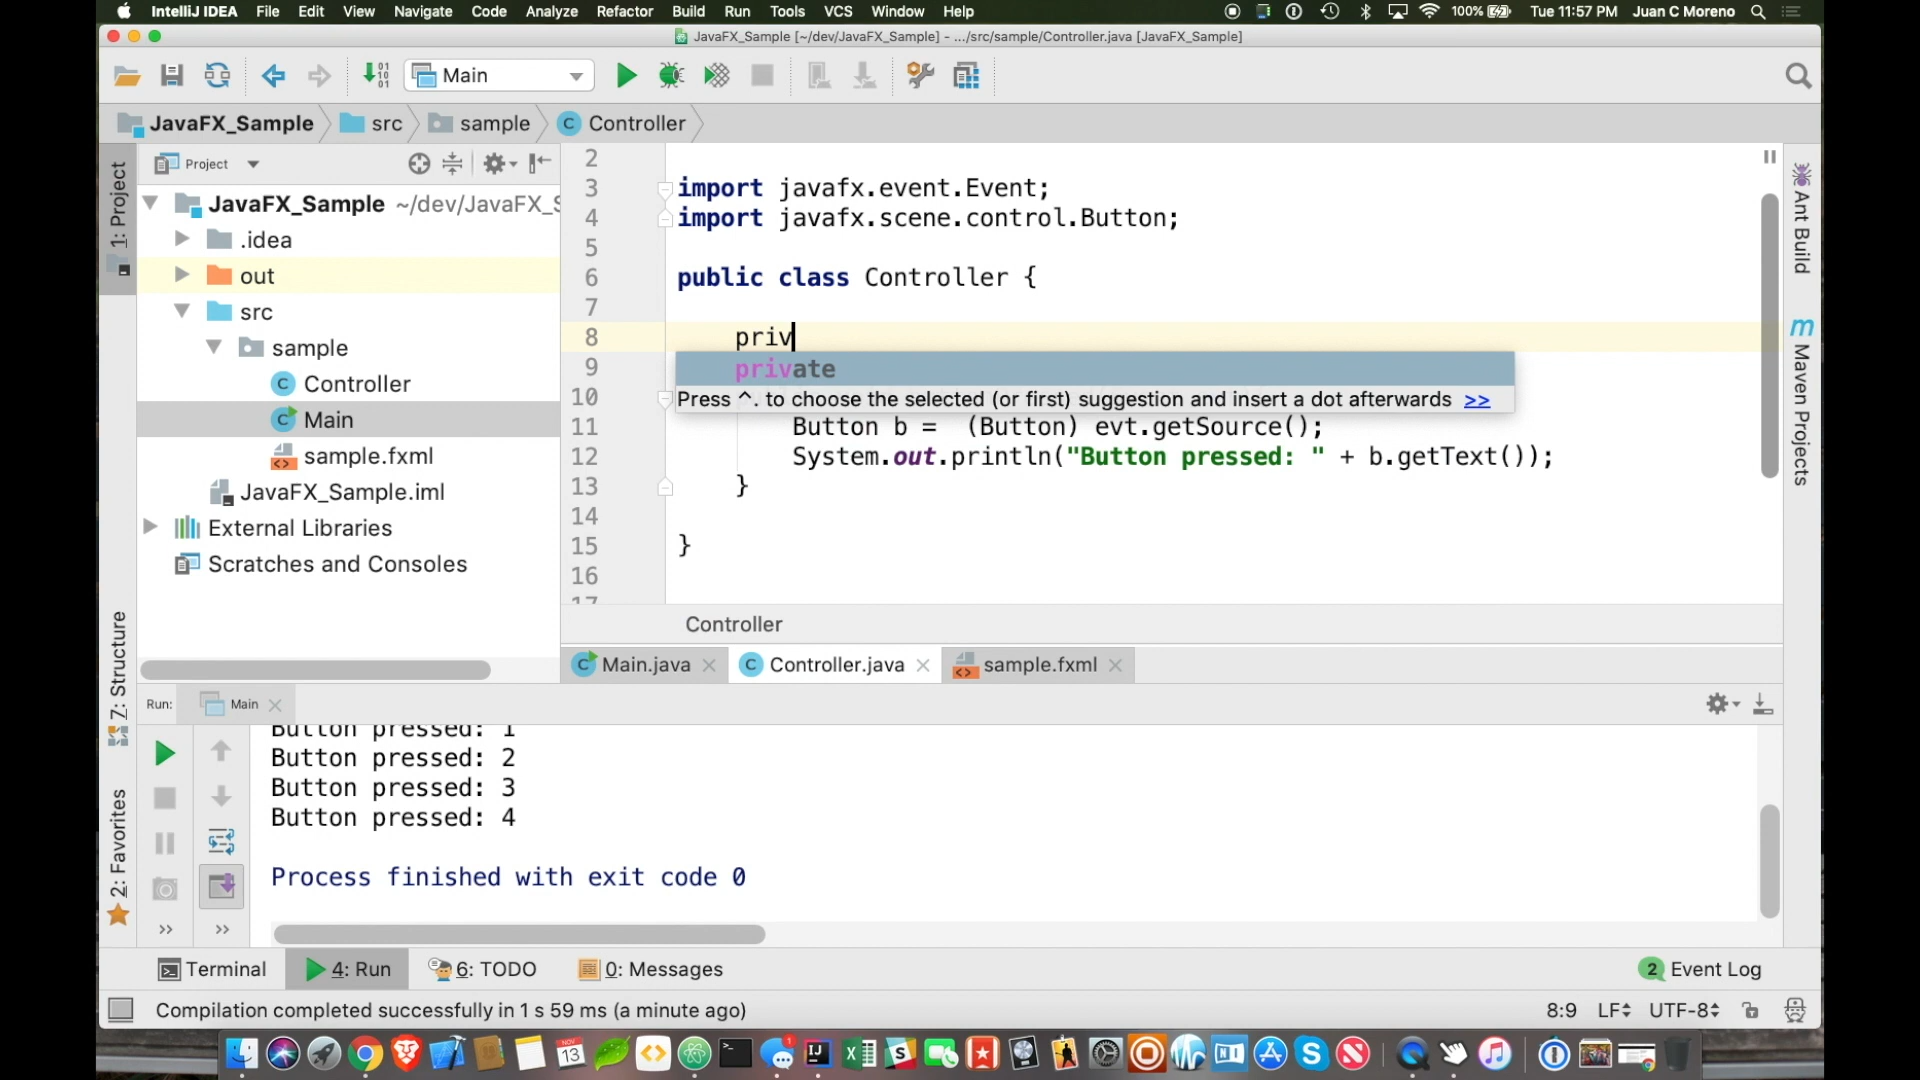 IntelliJ IDEA File Edit View Navigate Code Analyze Refactor Build Run Tools VCS Window Help 100% Tue 11:57 PM Juan C Moreno
JavaFX_Sample [~/dev/JavaFX_Sample] - .../src/sample/Controller.java [JavaFX_Sample]
Main
JavaFX_Sample src sample Controller
1: Project
Project
JavaFX_Sample ~/dev/JavaFX_S
.idea
out
src
sample
Controller
Main
sample.fxml
JavaFX_Sample.iml
External Libraries
Scratches and Consoles
2
3 import javafx.event.Event;
4 import javafx.scene.control.Button;
5
6 public class Controller {
7
8 priv
9 private
10 Press ^. to choose the selected (or first) suggestion and insert a dot afterwards >>
11 Button b = (Button) evt.getSource();
12 System.out.println("Button pressed: " + b.getText());
13 }
14
15 }
16
17
Controller
Main.java Controller.java sample.fxml
Ant Build
Maven Projects
7: Structure
2: Favorites
Run: Main
Button pressed: 1
Button pressed: 2
Button pressed: 3
Button pressed: 4
Process finished with exit code 0
Terminal 4: Run 6: TODO 0: Messages 2 Event Log
Compilation completed successfully in 1 s 59 ms (a minute ago) 8:9 LF UTF-8
NOV 13